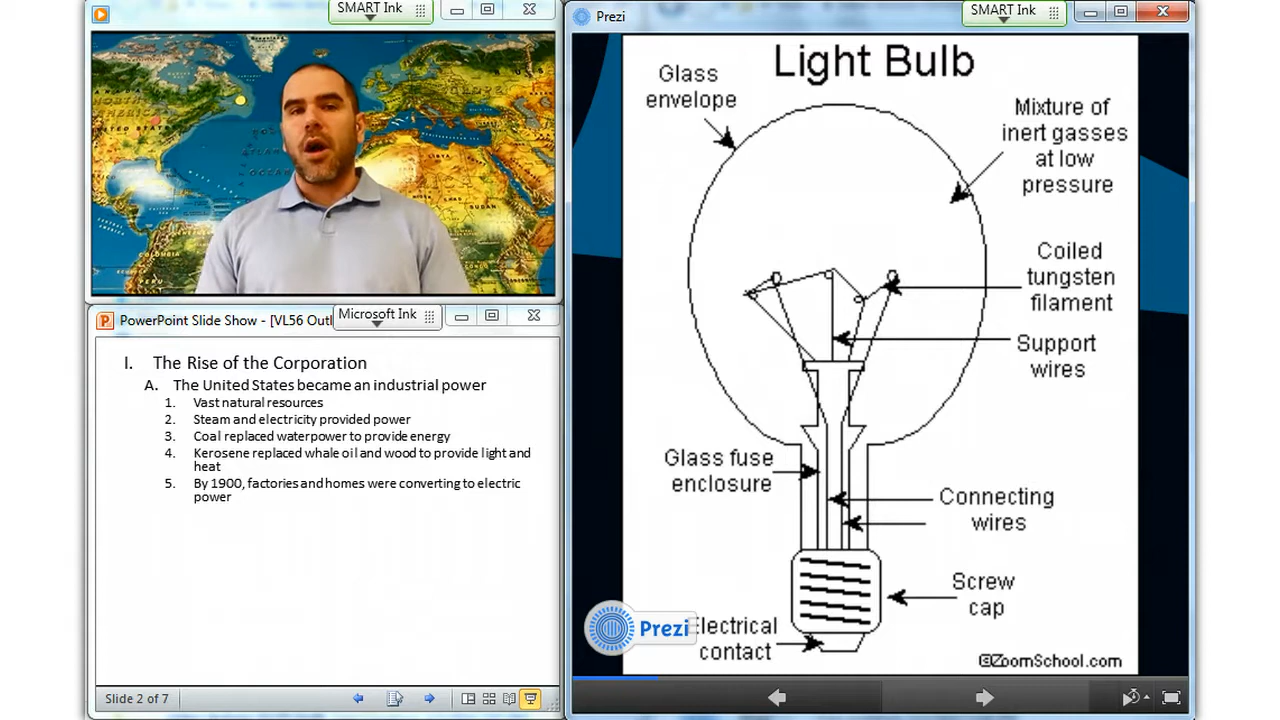 SMART Ink
PowerPoint Slide Show - [VL56 Outl
Microsoft Ink
I. The Rise of the Corporation
A. The United States became an industrial power
1. Vast natural resources
2. Steam and electricity provided power
3. Coal replaced waterpower to provide energy
4. Kerosene replaced whale oil and wood to provide light and
heat
5. By 1900, factories and homes were converting to electric
power
Slide 2 of 7
Prezi
SMART Ink
Light Bulb
Glass
envelope
Mixture of
inert gasses
at low
pressure
Coiled
tungsten
filament
Support
wires
Glass fuse
enclosure
Connecting
wires
Screw
cap
Prezi
Electrical
contact
©ZoomSchool.com